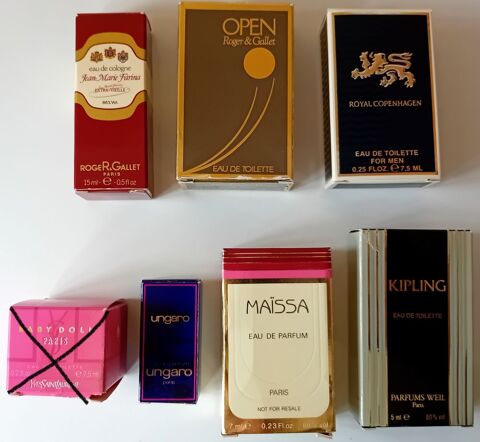 eau de cologne
Jean Marie Farina
EXTRA-VIEILLE
ROGER & GALLET
PARIS
15 ml - e 0.5 fl oz
OPEN
Roger & Gallet
EAU DE TOILETTE
ROYAL COPENHAGEN
EAU DE TOILETTE
FOR MEN
0.25 FL OZ. e 7.5 ML
BABY DOLL
PARIS
7,5 ml
YvesSaintLaurent
ungaro
ungaro
paris
MAÏSSA
EAU DE PARFUM
PARIS
NOT FOR RESALE
7 ml e 0.23 Fl.oz
KIPLING
EAU DE TOILETTE
PARFUMS WEIL
Paris
5 ml e 80% vol